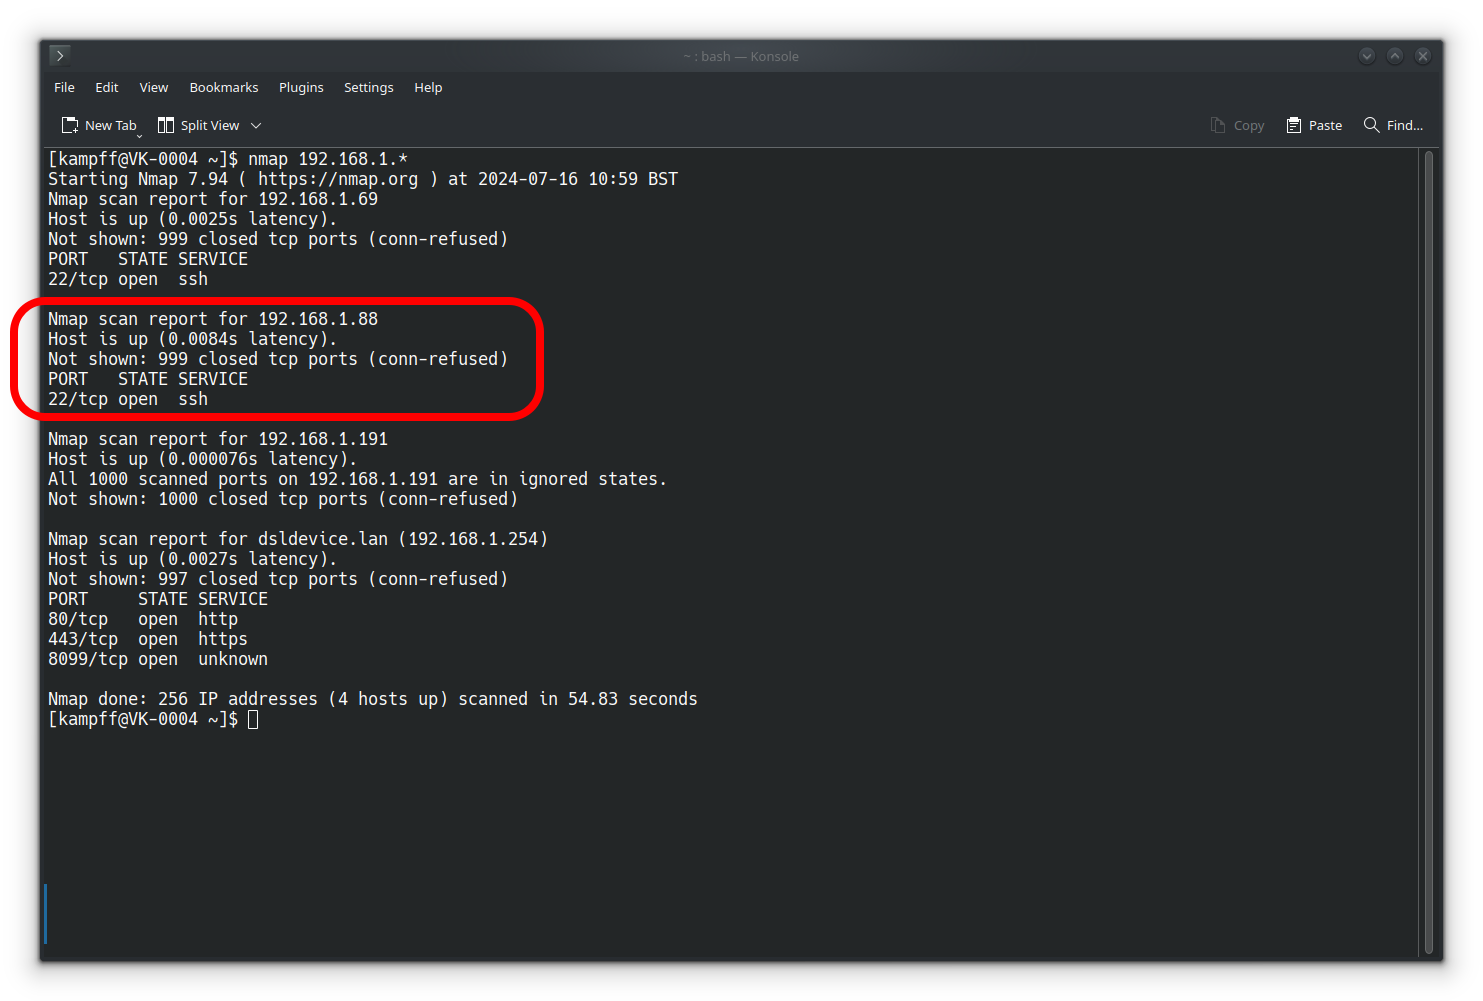 ~ : bash — Konsole
File Edit View Bookmarks Plugins Settings Help
New Tab Split View Copy Paste Find...
[kampff@VK-0004 ~]$ nmap 192.168.1.*
Starting Nmap 7.94 ( https://nmap.org ) at 2024-07-16 10:59 BST
Nmap scan report for 192.168.1.69
Host is up (0.0025s latency).
Not shown: 999 closed tcp ports (conn-refused)
PORT   STATE SERVICE
22/tcp open  ssh

Nmap scan report for 192.168.1.88
Host is up (0.0084s latency).
Not shown: 999 closed tcp ports (conn-refused)
PORT   STATE SERVICE
22/tcp open  ssh

Nmap scan report for 192.168.1.191
Host is up (0.000076s latency).
All 1000 scanned ports on 192.168.1.191 are in ignored states.
Not shown: 1000 closed tcp ports (conn-refused)

Nmap scan report for dsldevice.lan (192.168.1.254)
Host is up (0.0027s latency).
Not shown: 997 closed tcp ports (conn-refused)
PORT     STATE SERVICE
80/tcp   open  http
443/tcp  open  https
8099/tcp open  unknown

Nmap done: 256 IP addresses (4 hosts up) scanned in 54.83 seconds
[kampff@VK-0004 ~]$